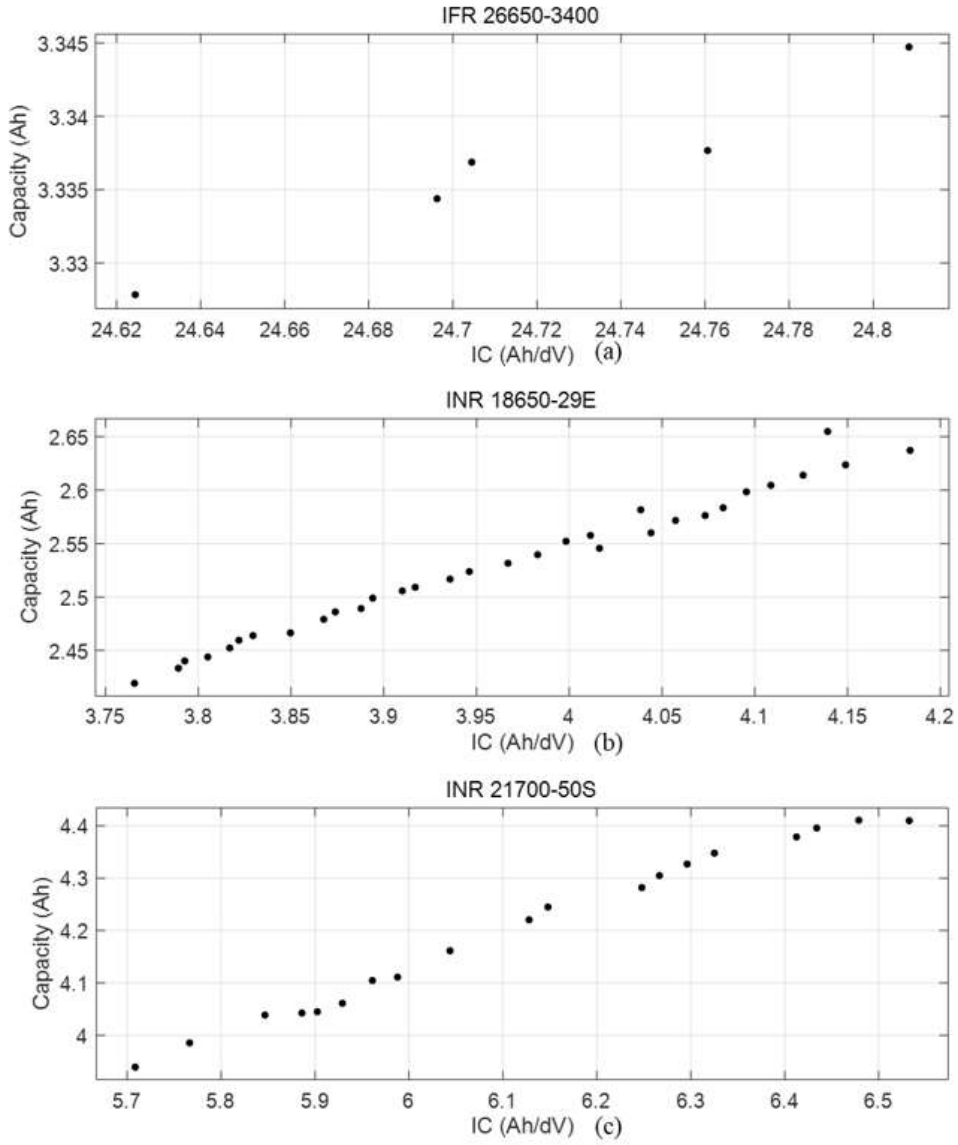 IFR 26650-3400
3.345
3.34
3.335
3.33
Capacity (Ah)
24.62 24.64 24.66 24.68 24.7 24.72 24.74 24.76 24.78 24.8
IC (Ah/dV) (a)
INR 18650-29E
2.65
2.6
2.55
2.5
2.45
Capacity (Ah)
3.75 3.8 3.85 3.9 3.95 4 4.05 4.1 4.15 4.2
IC (Ah/dV) (b)
INR 21700-50S
4.4
4.3
4.2
4.1
4
Capacity (Ah)
5.7 5.8 5.9 6 6.1 6.2 6.3 6.4 6.5
IC (Ah/dV) (c)